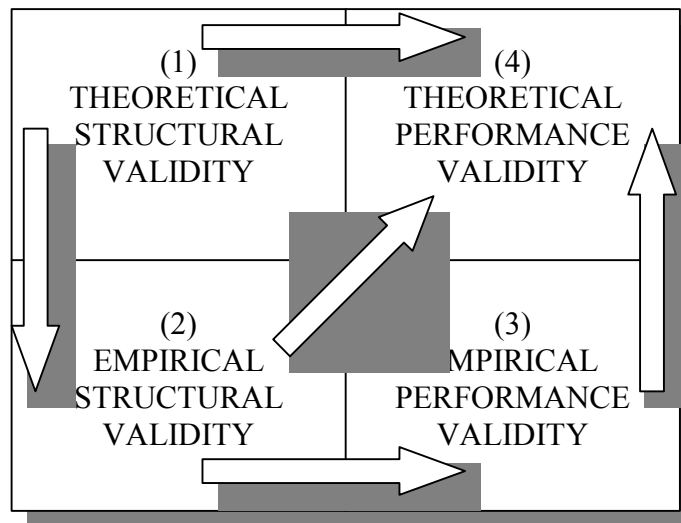 (1)
THEORETICAL
STRUCTURAL
VALIDITY
(4)
THEORETICAL
PERFORMANCE
VALIDITY
(2)
EMPIRICAL
STRUCTURAL
VALIDITY
(3)
MPIRICAL
PERFORMANCE
VALIDITY